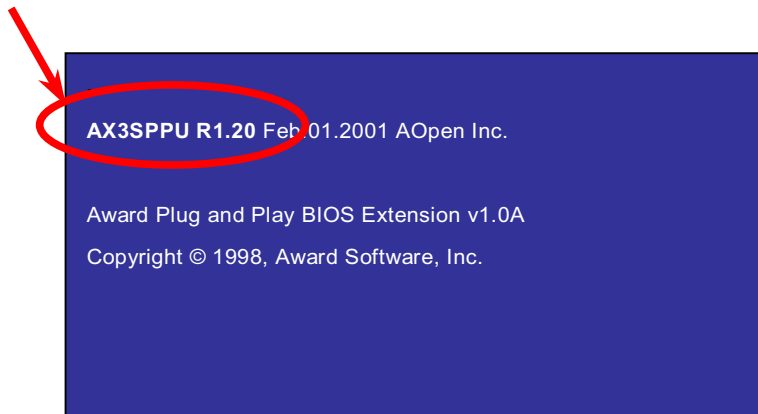 AX3SPPU R1.20 Feb.01.2001 AOpen Inc.
Award Plug and Play BIOS Extension v1.0A
Copyright © 1998, Award Software, Inc.